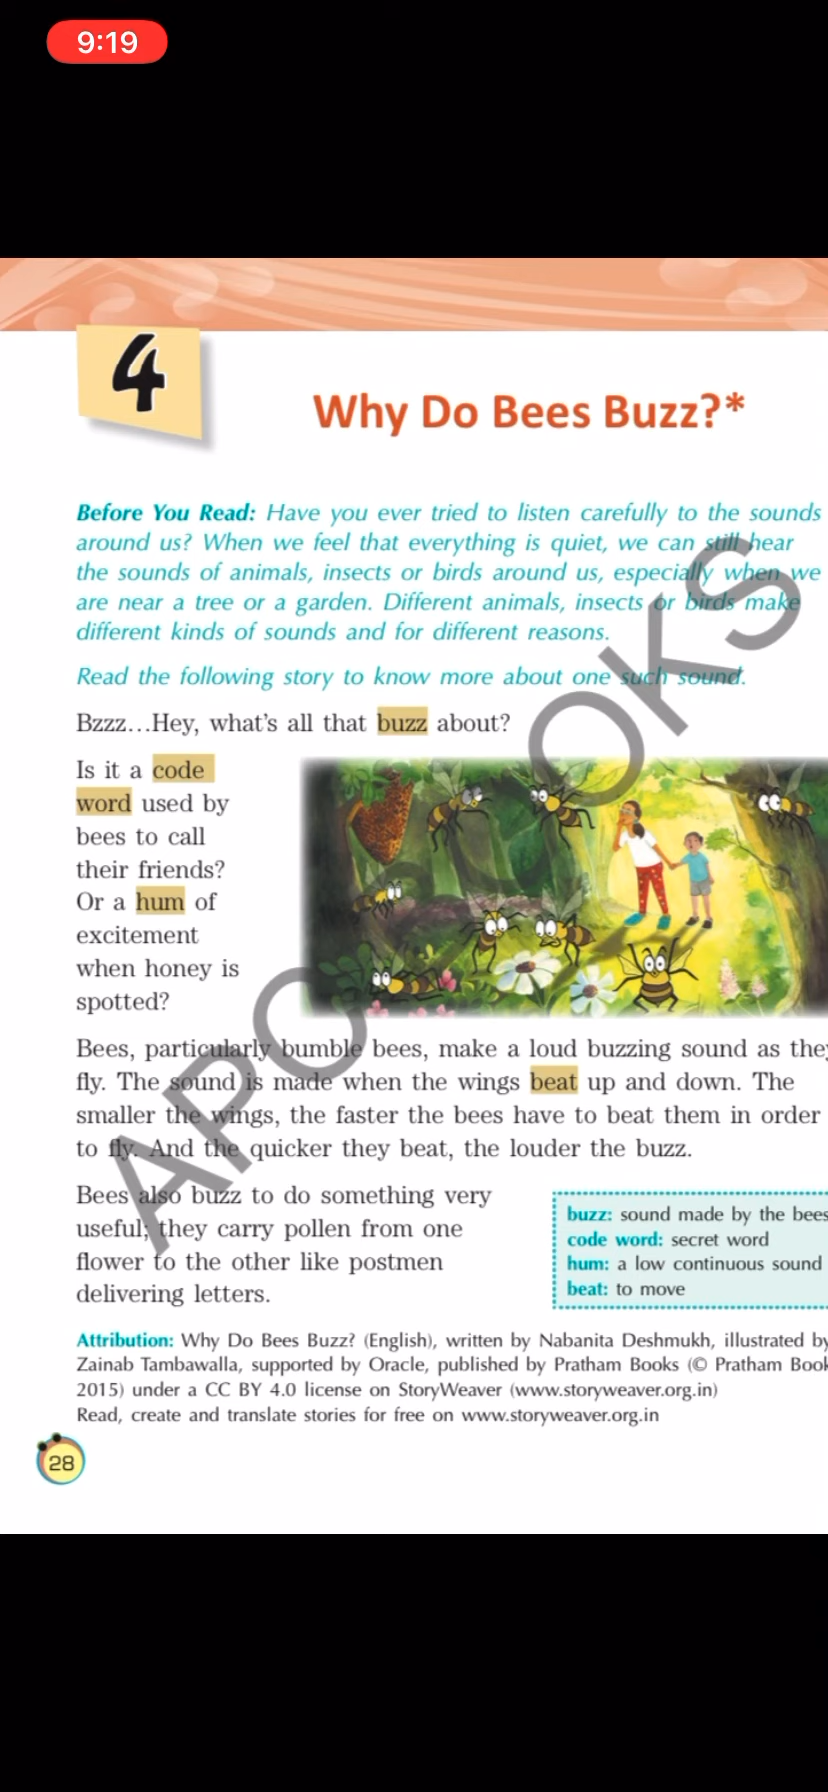 9:19
4
Why Do Bees Buzz?*
Before You Read: Have you ever tried to listen carefully to the sounds
around us? When we feel that everything is quiet, we can still hear
the sounds of animals, insects or birds around us, especially when we
are near a tree or a garden. Different animals, insects or birds make
different kinds of sounds and for different reasons.
Read the following story to know more about one such sound.
Bzzz...Hey, what's all that buzz about?
Is it a code
word used by
bees to call
their friends?
Or a hum of
excitement
when honey is
spotted?
Bees, particularly bumble bees, make a loud buzzing sound as they
fly. The sound is made when the wings beat up and down. The
smaller the wings, the faster the bees have to beat them in order
to fly. And the quicker they beat, the louder the buzz.
Bees also buzz to do something very
useful; they carry pollen from one
flower to the other like postmen
delivering letters.
buzz: sound made by the bees
code word: secret word
hum: a low continuous sound
beat: to move
Attribution: Why Do Bees Buzz? (English), written by Nabanita Deshmukh, illustrated by
Zainab Tambawalla, supported by Oracle, published by Pratham Book
2015) under a CC BY 4.0 license on StoryWeaver (www.storyweaver.org.in)
Read, create and translate stories for free on www.storyweaver.org.in
28